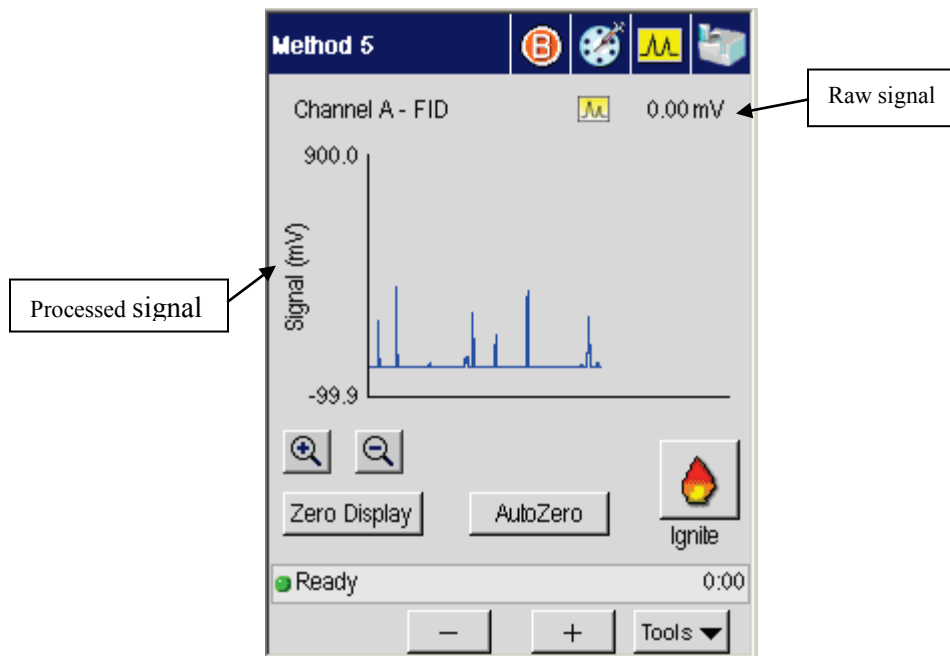 Method 5
B
Channel A - FID
0.00 mV
Raw signal
900.0
Signal (mV)
Processed signal
-99.9
Zero Display
AutoZero
Ignite
Ready
0:00
−
+
Tools